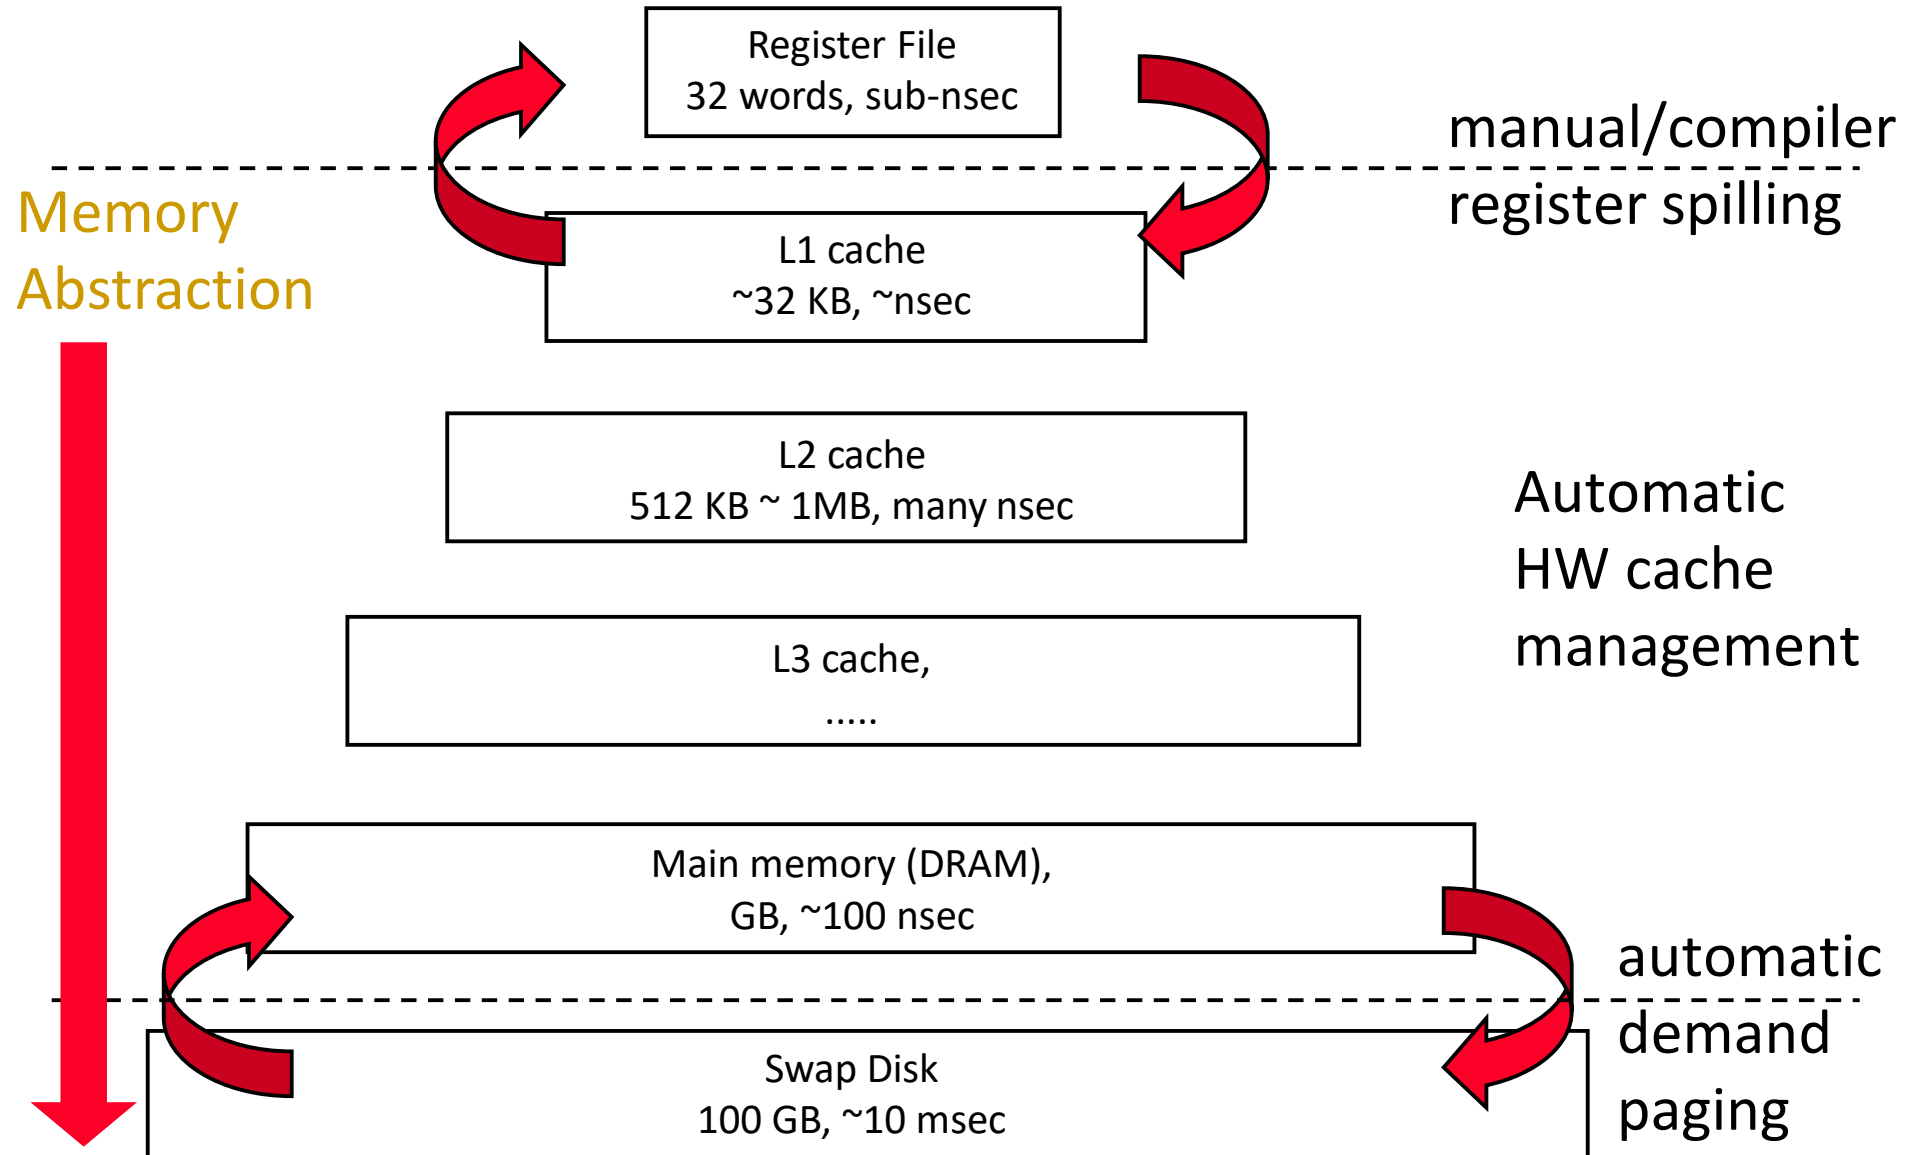 Register File
32 words, sub-nsec
manual/compiler
register spilling
Memory
Abstraction
L1 cache
~32 KB, ~nsec
L2 cache
512 KB ~ 1MB, many nsec
Automatic
HW cache
management
L3 cache,
.....
Main memory (DRAM),
GB, ~100 nsec
automatic
demand
paging
Swap Disk
100 GB, ~10 msec